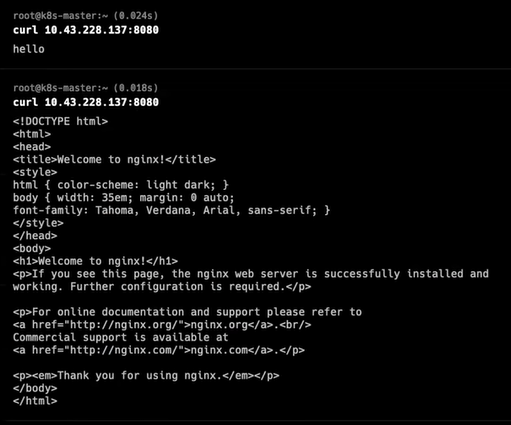 root@k8s-master:~ (0.024s)
curl 10.43.228.137:8080
hello
root@k8s-master:~ (0.018s)
curl 10.43.228.137:8080
<!DOCTYPE html>
<html>
<head>
<title>Welcome to nginx!</title>
<style>
html { color-scheme: light dark; }
body { width: 35em; margin: 0 auto;
font-family: Tahoma, Verdana, Arial, sans-serif; }
</style>
</head>
<body>
<h1>Welcome to nginx!</h1>
<p>If you see this page, the nginx web server is successfully installed and
working. Further configuration is required.</p>

<p>For online documentation and support please refer to
<a href="http://nginx.org/">nginx.org</a>.<br/>
Commercial support is available at
<a href="http://nginx.com/">nginx.com</a>.</p>

<p><em>Thank you for using nginx.</em></p>
</body>
</html>